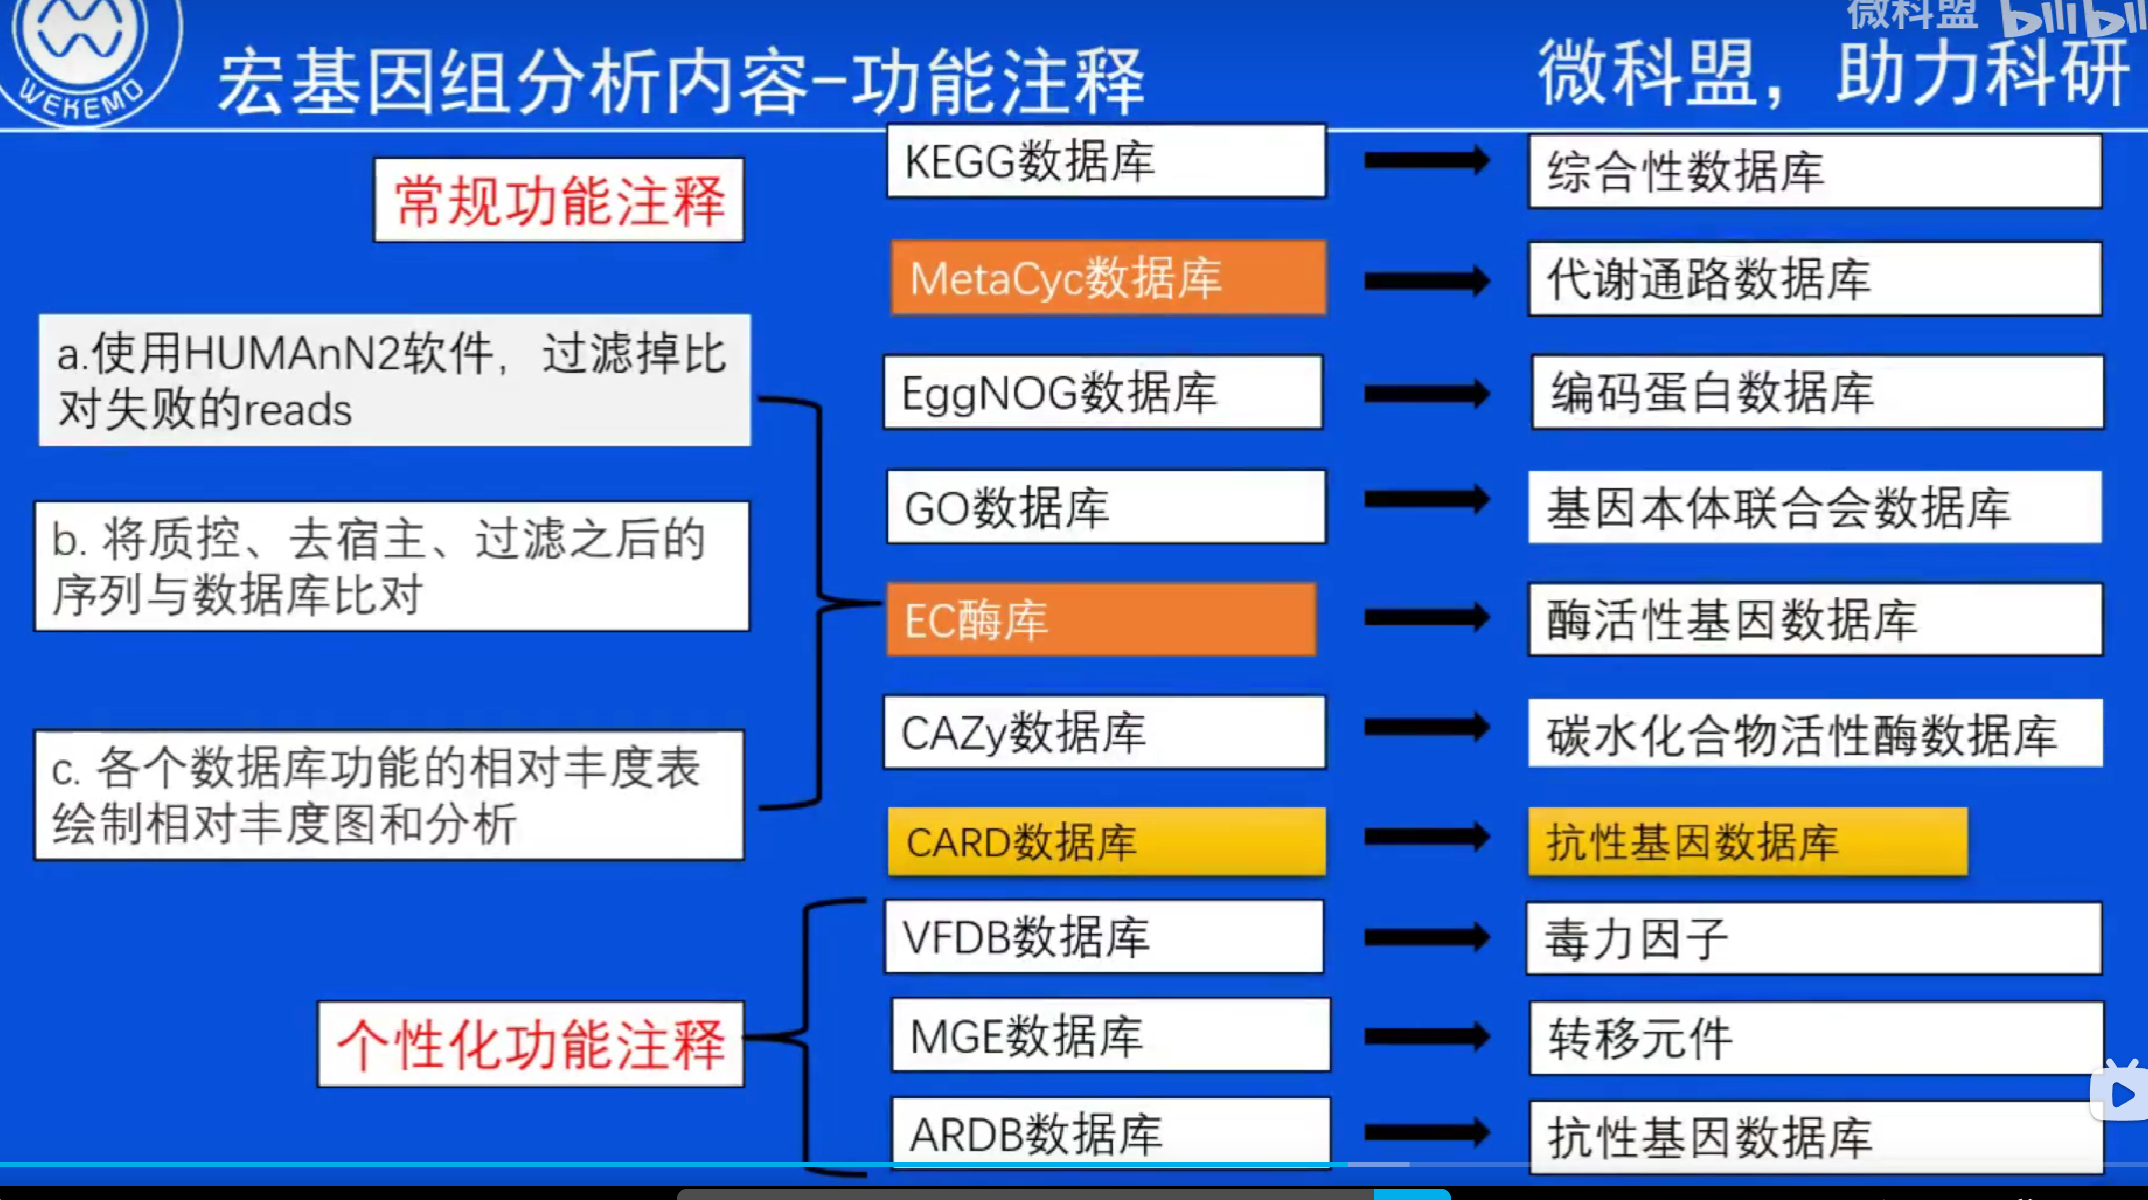 微科盟 bilibili
WEKEMO
宏基因组分析内容-功能注释
微科盟，助力科研
常规功能注释
a.使用HUMAnN2软件，过滤掉比
对失败的reads
b. 将质控、去宿主、过滤之后的
序列与数据库比对
c. 各个数据库功能的相对丰度表
绘制相对丰度图和分析
个性化功能注释
KEGG数据库
综合性数据库
MetaCyc数据库
代谢通路数据库
EggNOG数据库
编码蛋白数据库
GO数据库
基因本体联合会数据库
EC酶库
酶活性基因数据库
CAZy数据库
碳水化合物活性酶数据库
CARD数据库
抗性基因数据库
VFDB数据库
毒力因子
MGE数据库
转移元件
ARDB数据库
抗性基因数据库